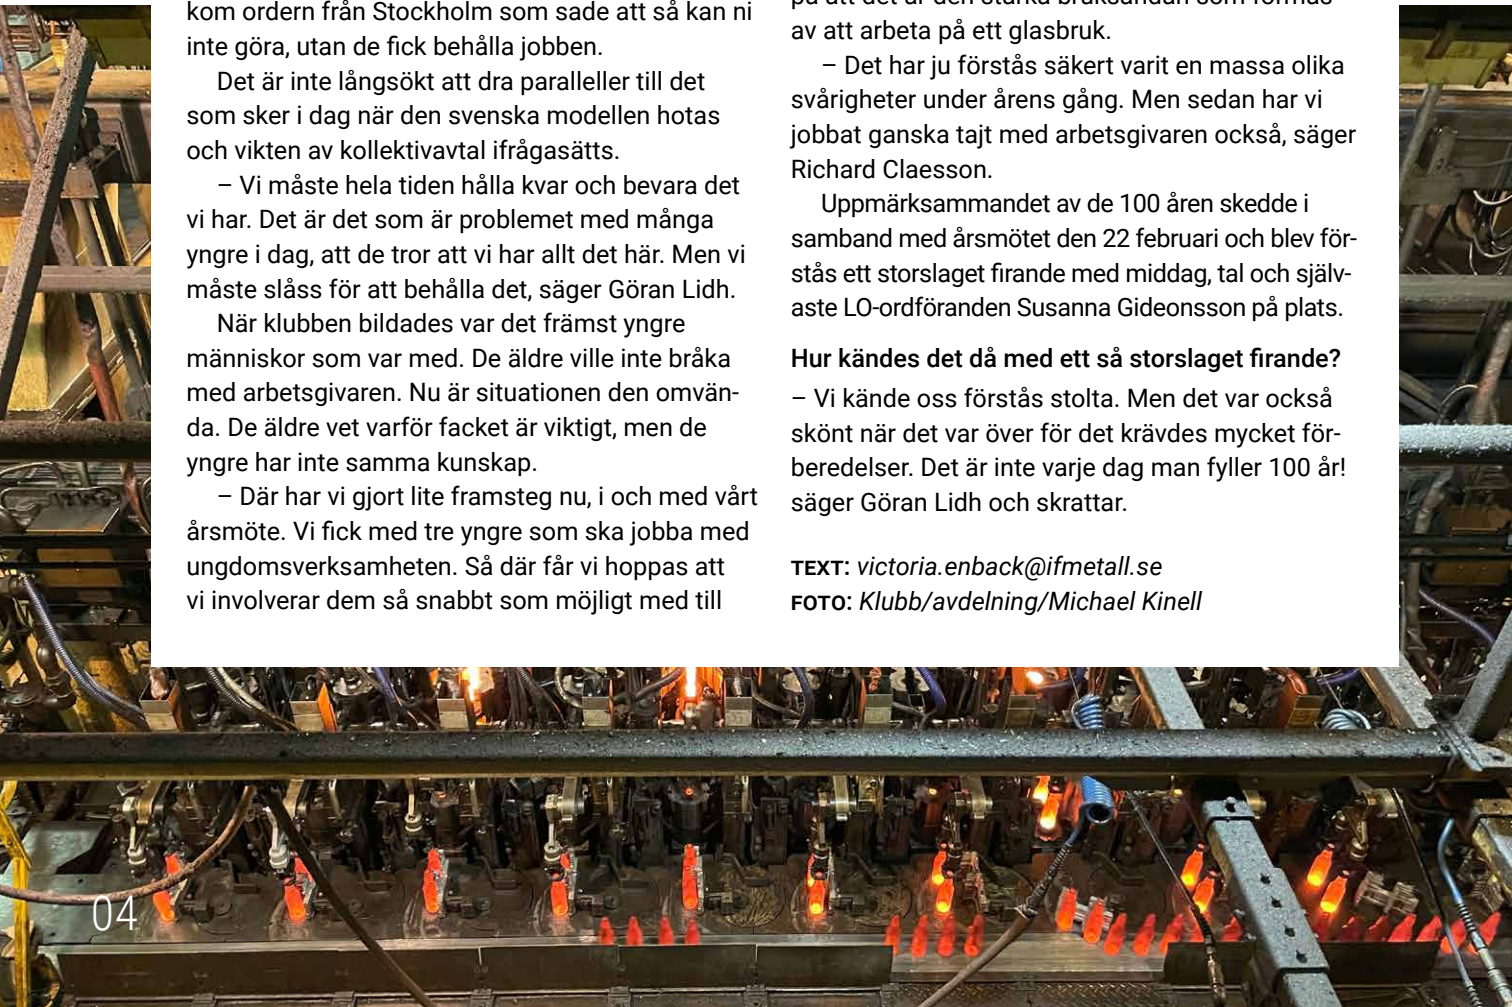 kom ordern från Stockholm som sade att så kan ni
inte göra, utan de fick behålla jobben.
Det är inte långsökt att dra paralleller till det
som sker i dag när den svenska modellen hotas
och vikten av kollektivavtal ifrågasätts.
– Vi måste hela tiden hålla kvar och bevara det
vi har. Det är det som är problemet med många
yngre i dag, att de tror att vi har allt det här. Men vi
måste slåss för att behålla det, säger Göran Lidh.
När klubben bildades var det främst yngre
människor som var med. De äldre ville inte bråka
med arbetsgivaren. Nu är situationen den omvän-
da. De äldre vet varför facket är viktigt, men de
yngre har inte samma kunskap.
– Där har vi gjort lite framsteg nu, i och med vårt
årsmöte. Vi fick med tre yngre som ska jobba med
ungdomsverksamheten. Så där får vi hoppas att
vi involverar dem så snabbt som möjligt med till
på att det är den starka bruksandan som formas
av att arbeta på ett glasbruk.
– Det har ju förstås säkert varit en massa olika
svårigheter under årens gång. Men sedan har vi
jobbat ganska tajt med arbetsgivaren också, säger
Richard Claesson.
Uppmärksammandet av de 100 åren skedde i
samband med årsmötet den 22 februari och blev för-
stås ett storslaget firande med middag, tal och själv-
aste LO-ordföranden Susanna Gideonsson på plats.
Hur kändes det då med ett så storslaget firande?
– Vi kände oss förstås stolta. Men det var också
skönt när det var över för det krävdes mycket för-
beredelser. Det är inte varje dag man fyller 100 år!
säger Göran Lidh och skrattar.
TEXT: victoria.enback@ifmetall.se
FOTO: Klubb/avdelning/Michael Kinell
04